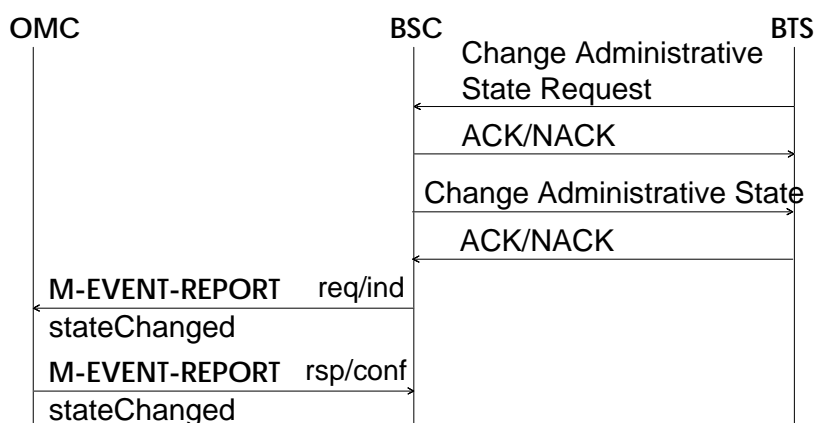 OMC BSC BTS
Change Administrative
State Request
ACK/NACK
Change Administrative State
ACK/NACK
M-EVENT-REPORT req/ind
stateChanged
M-EVENT-REPORT rsp/conf
stateChanged